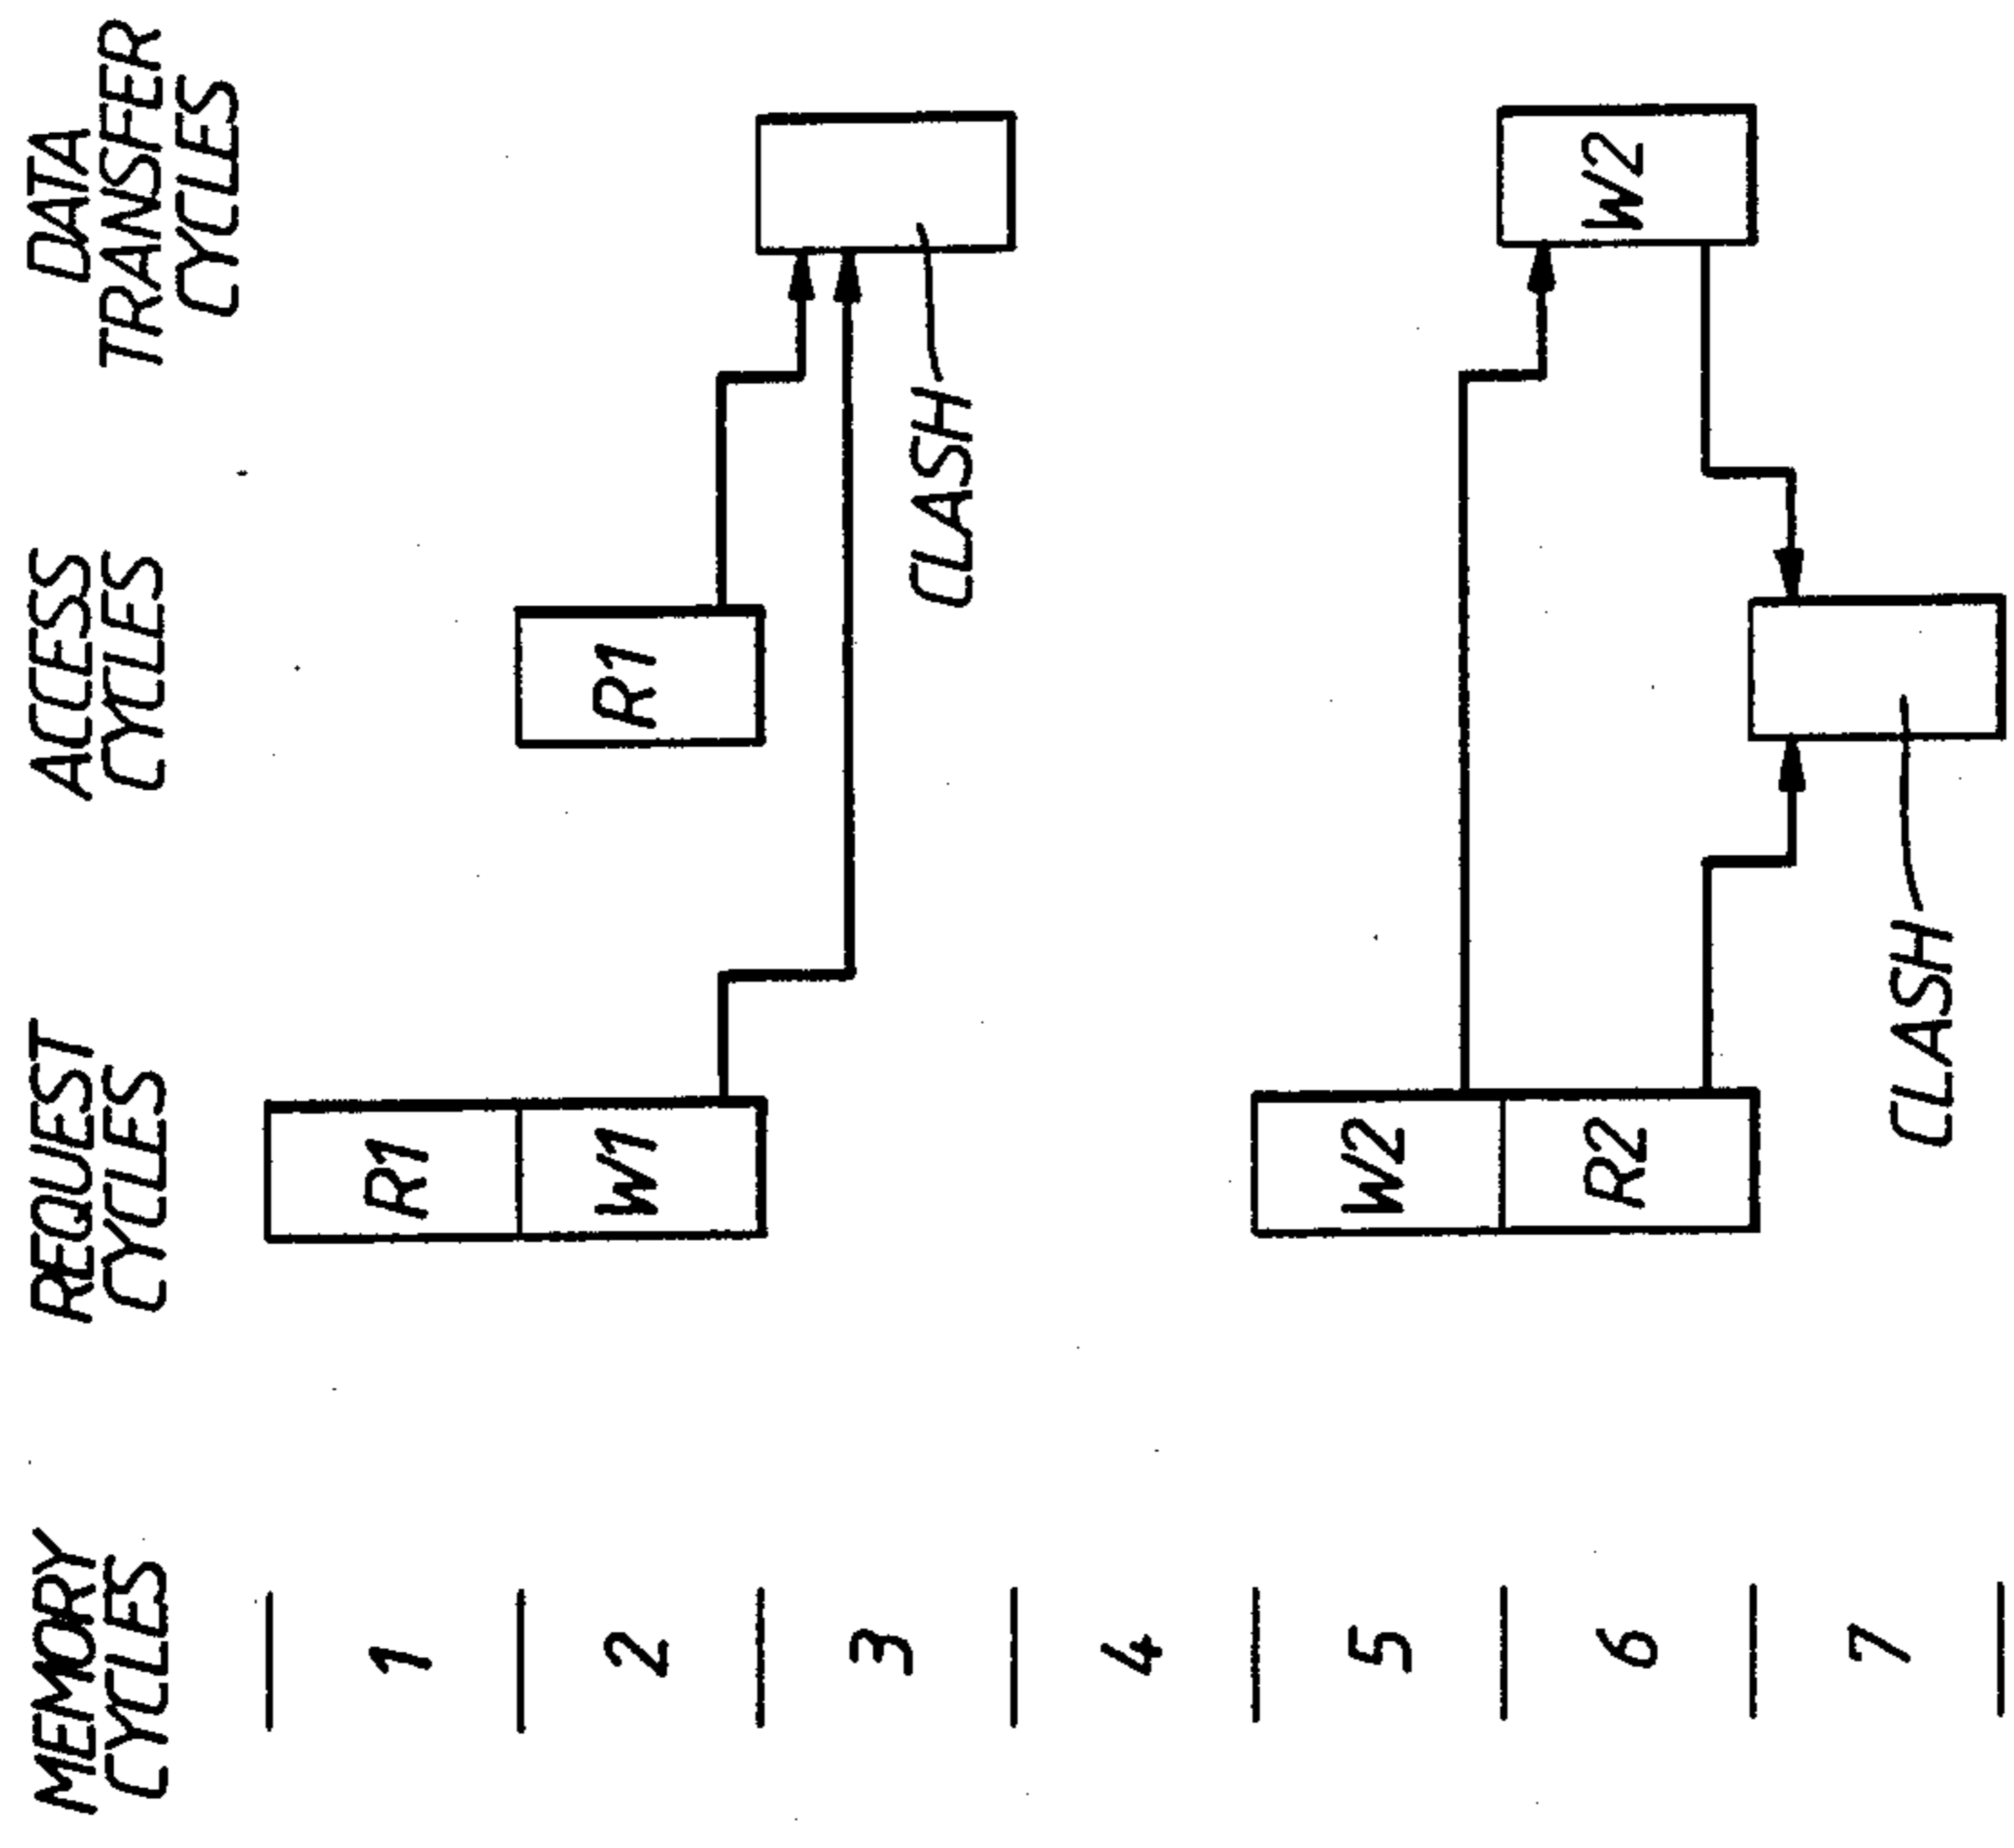 MEMORY
CYCLES
REQUEST
CYCLES
ACCESS
CYCLES
DATA
TRANSFER
CYCLES
1
R1
2
W1
R1
3
CLASH
4
5
W2
6
R2
W2
7
CLASH